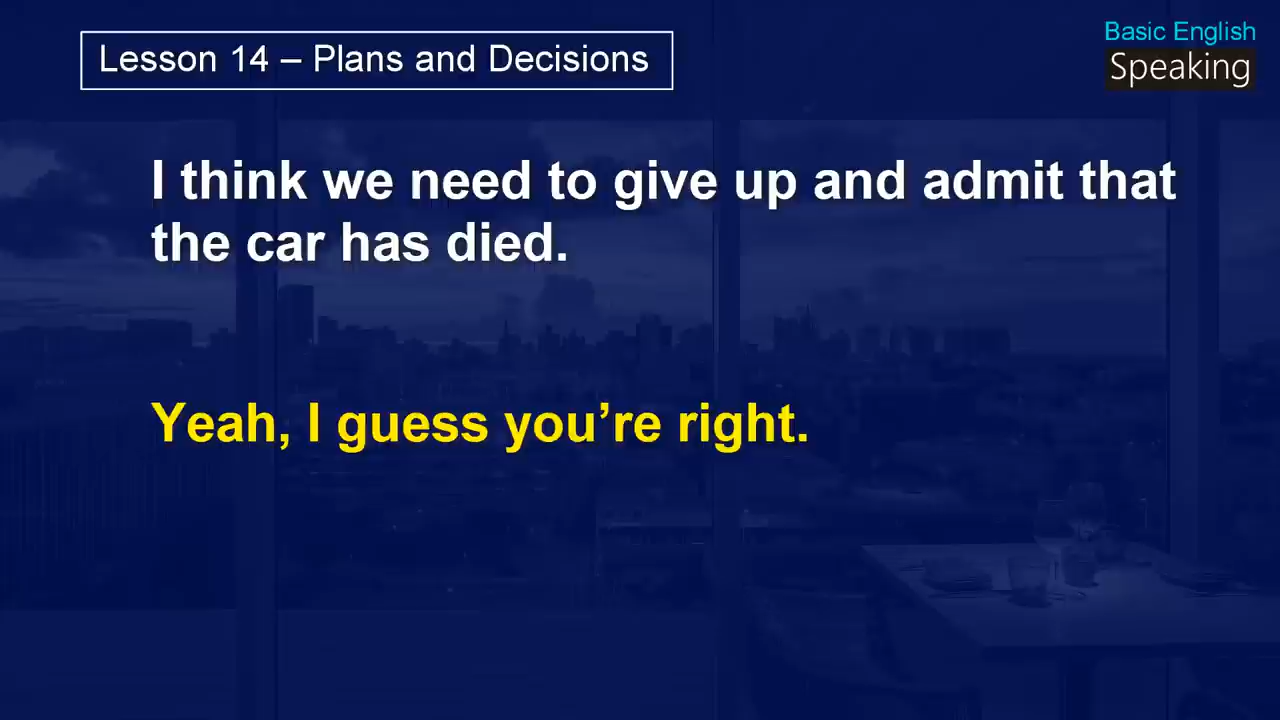 Lesson 14 – Plans and Decisions
Basic English
Speaking
I think we need to give up and admit that
the car has died.
Yeah, I guess you’re right.